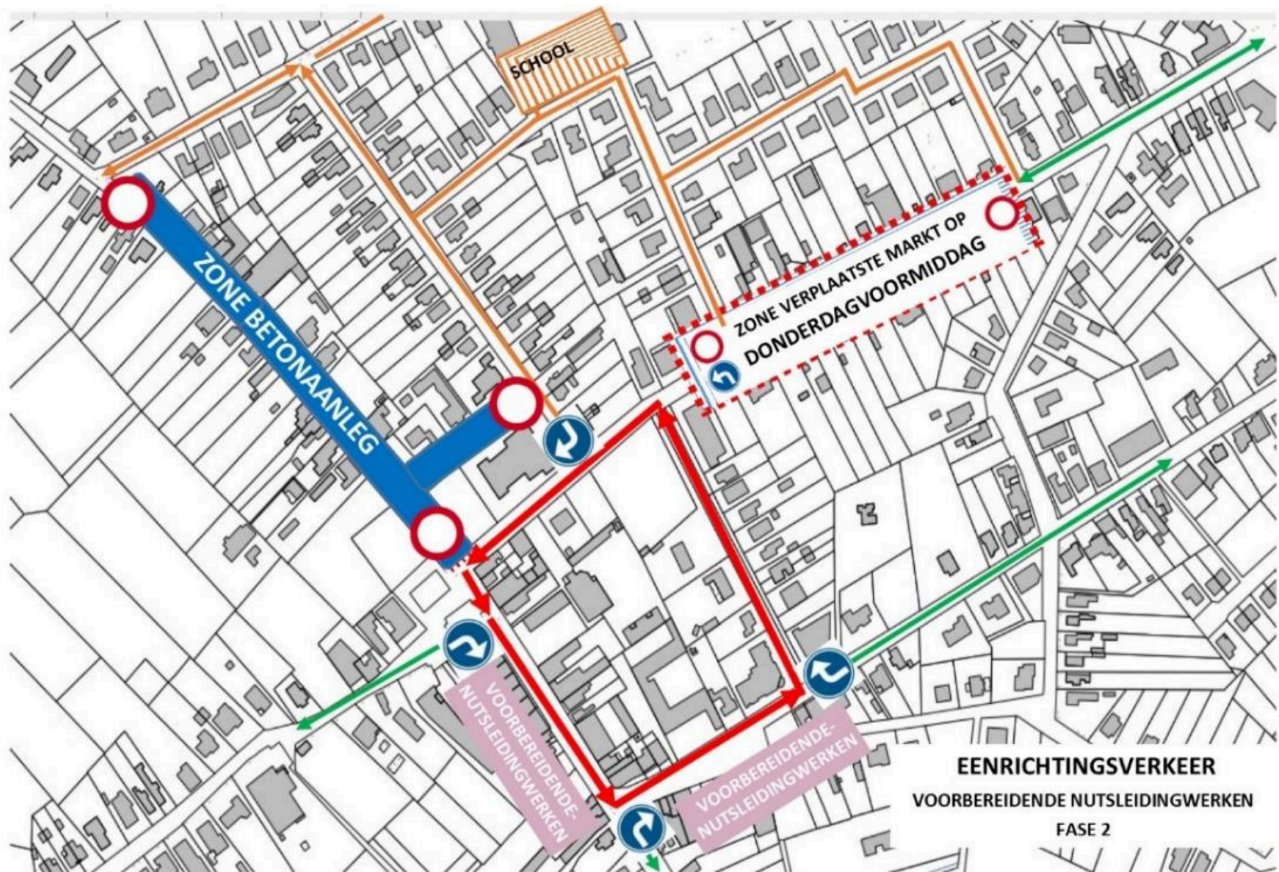 SCHOOL
ZONE VERPLAATSTE MARKT OP
DONDERDAGVOORMIDDAG
ZONE BETONAANLEG
VOORBEREIDENDE-
NUTSLEIDINGWERKEN
VOORBEREIDENDE-
NUTSLEIDINGWERKEN
EENRICHTINGSVERKEER
VOORBEREIDENDE NUTSLEIDINGWERKEN
FASE 2